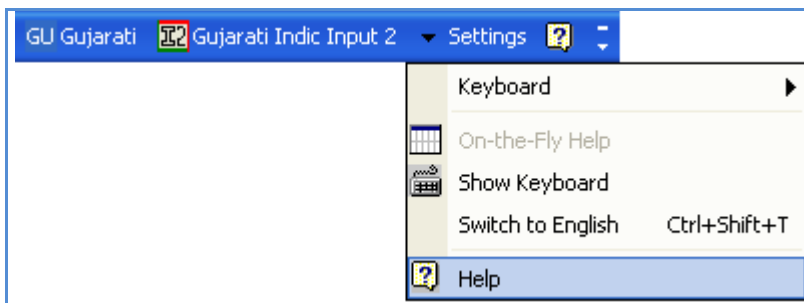 GU Gujarati Gujarati Indic Input 2 Settings
Keyboard
On-the-Fly Help
Show Keyboard
Switch to English Ctrl+Shift+T
Help